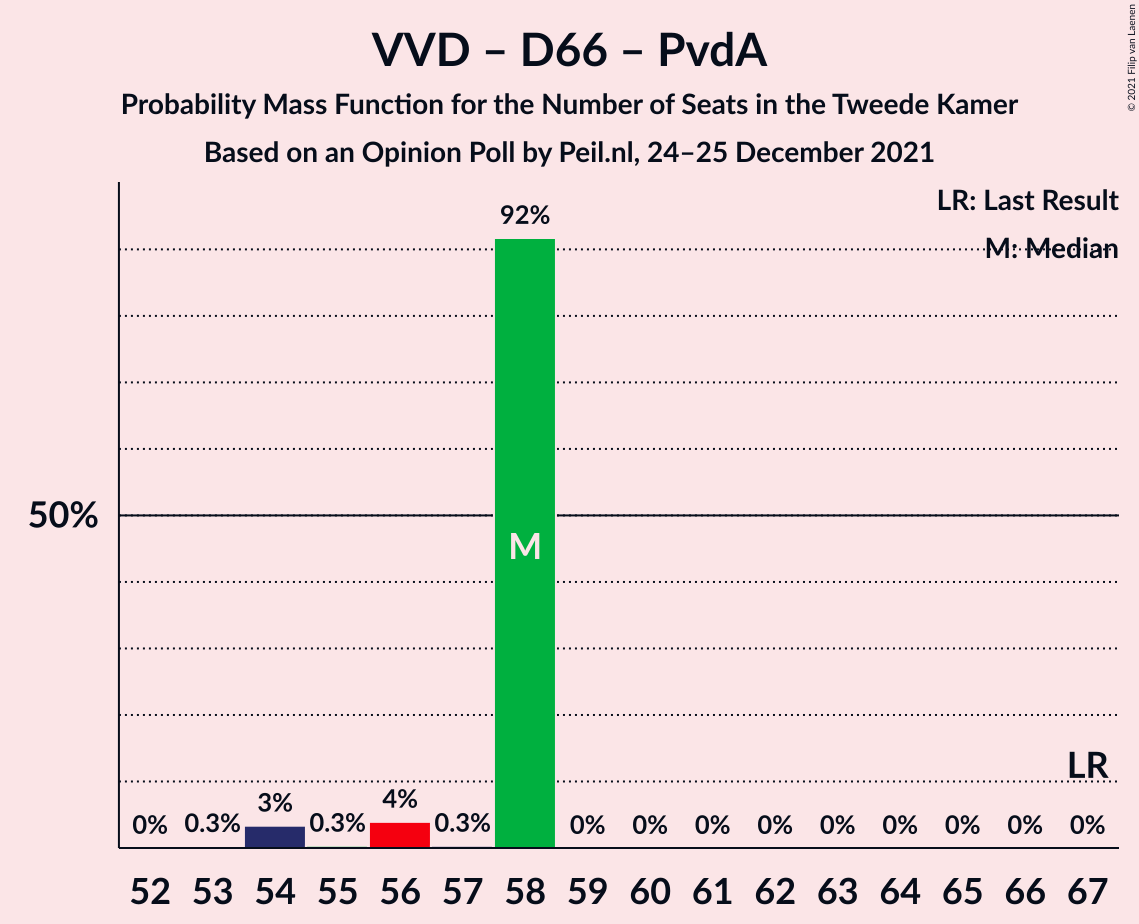 VVD – D66 – PvdA
Probability Mass Function for the Number of Seats in the Tweede Kamer
Based on an Opinion Poll by Peil.nl, 24–25 December 2021
© 2021 Filip van Laenen
LR: Last Result
M: Median
92%
50%
M
LR
0% 0.3% 3% 0.3% 4% 0.3% 0% 0% 0% 0% 0% 0% 0% 0% 0%
52 53 54 55 56 57 58 59 60 61 62 63 64 65 66 67